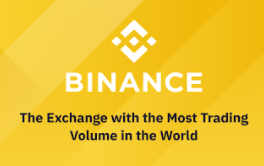 BINANCE
The Exchange with the Most Trading
Volume in the World